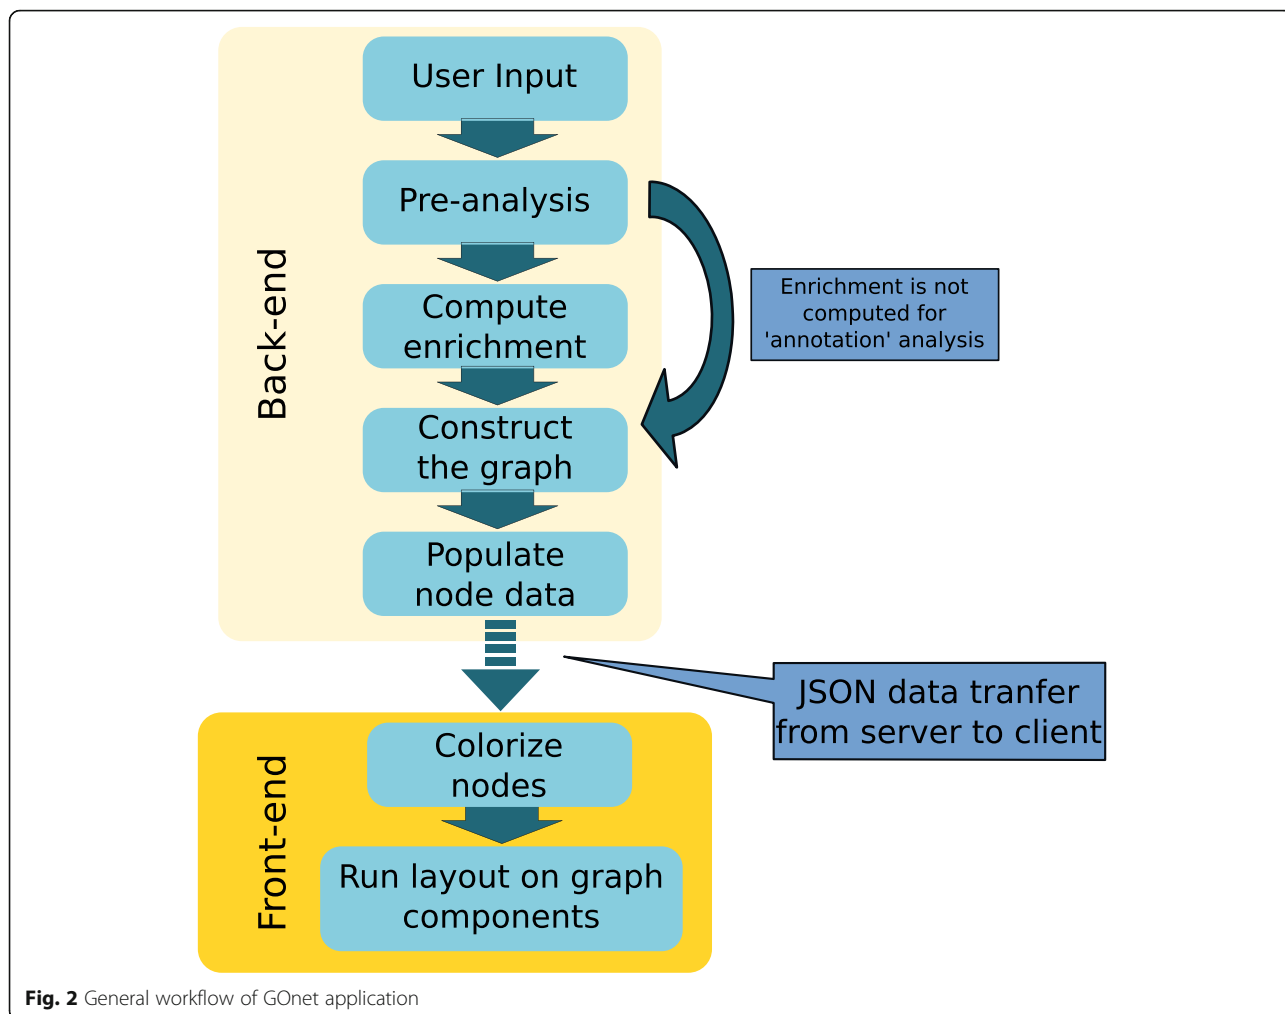 User Input
Pre-analysis
Compute
enrichment
Enrichment is not
computed for
'annotation' analysis
Back-end
Construct
the graph
Populate
node data
JSON data tranfer
from server to client
Colorize
nodes
Front-end
Run layout on graph
components
Fig. 2 General workflow of GOnet application